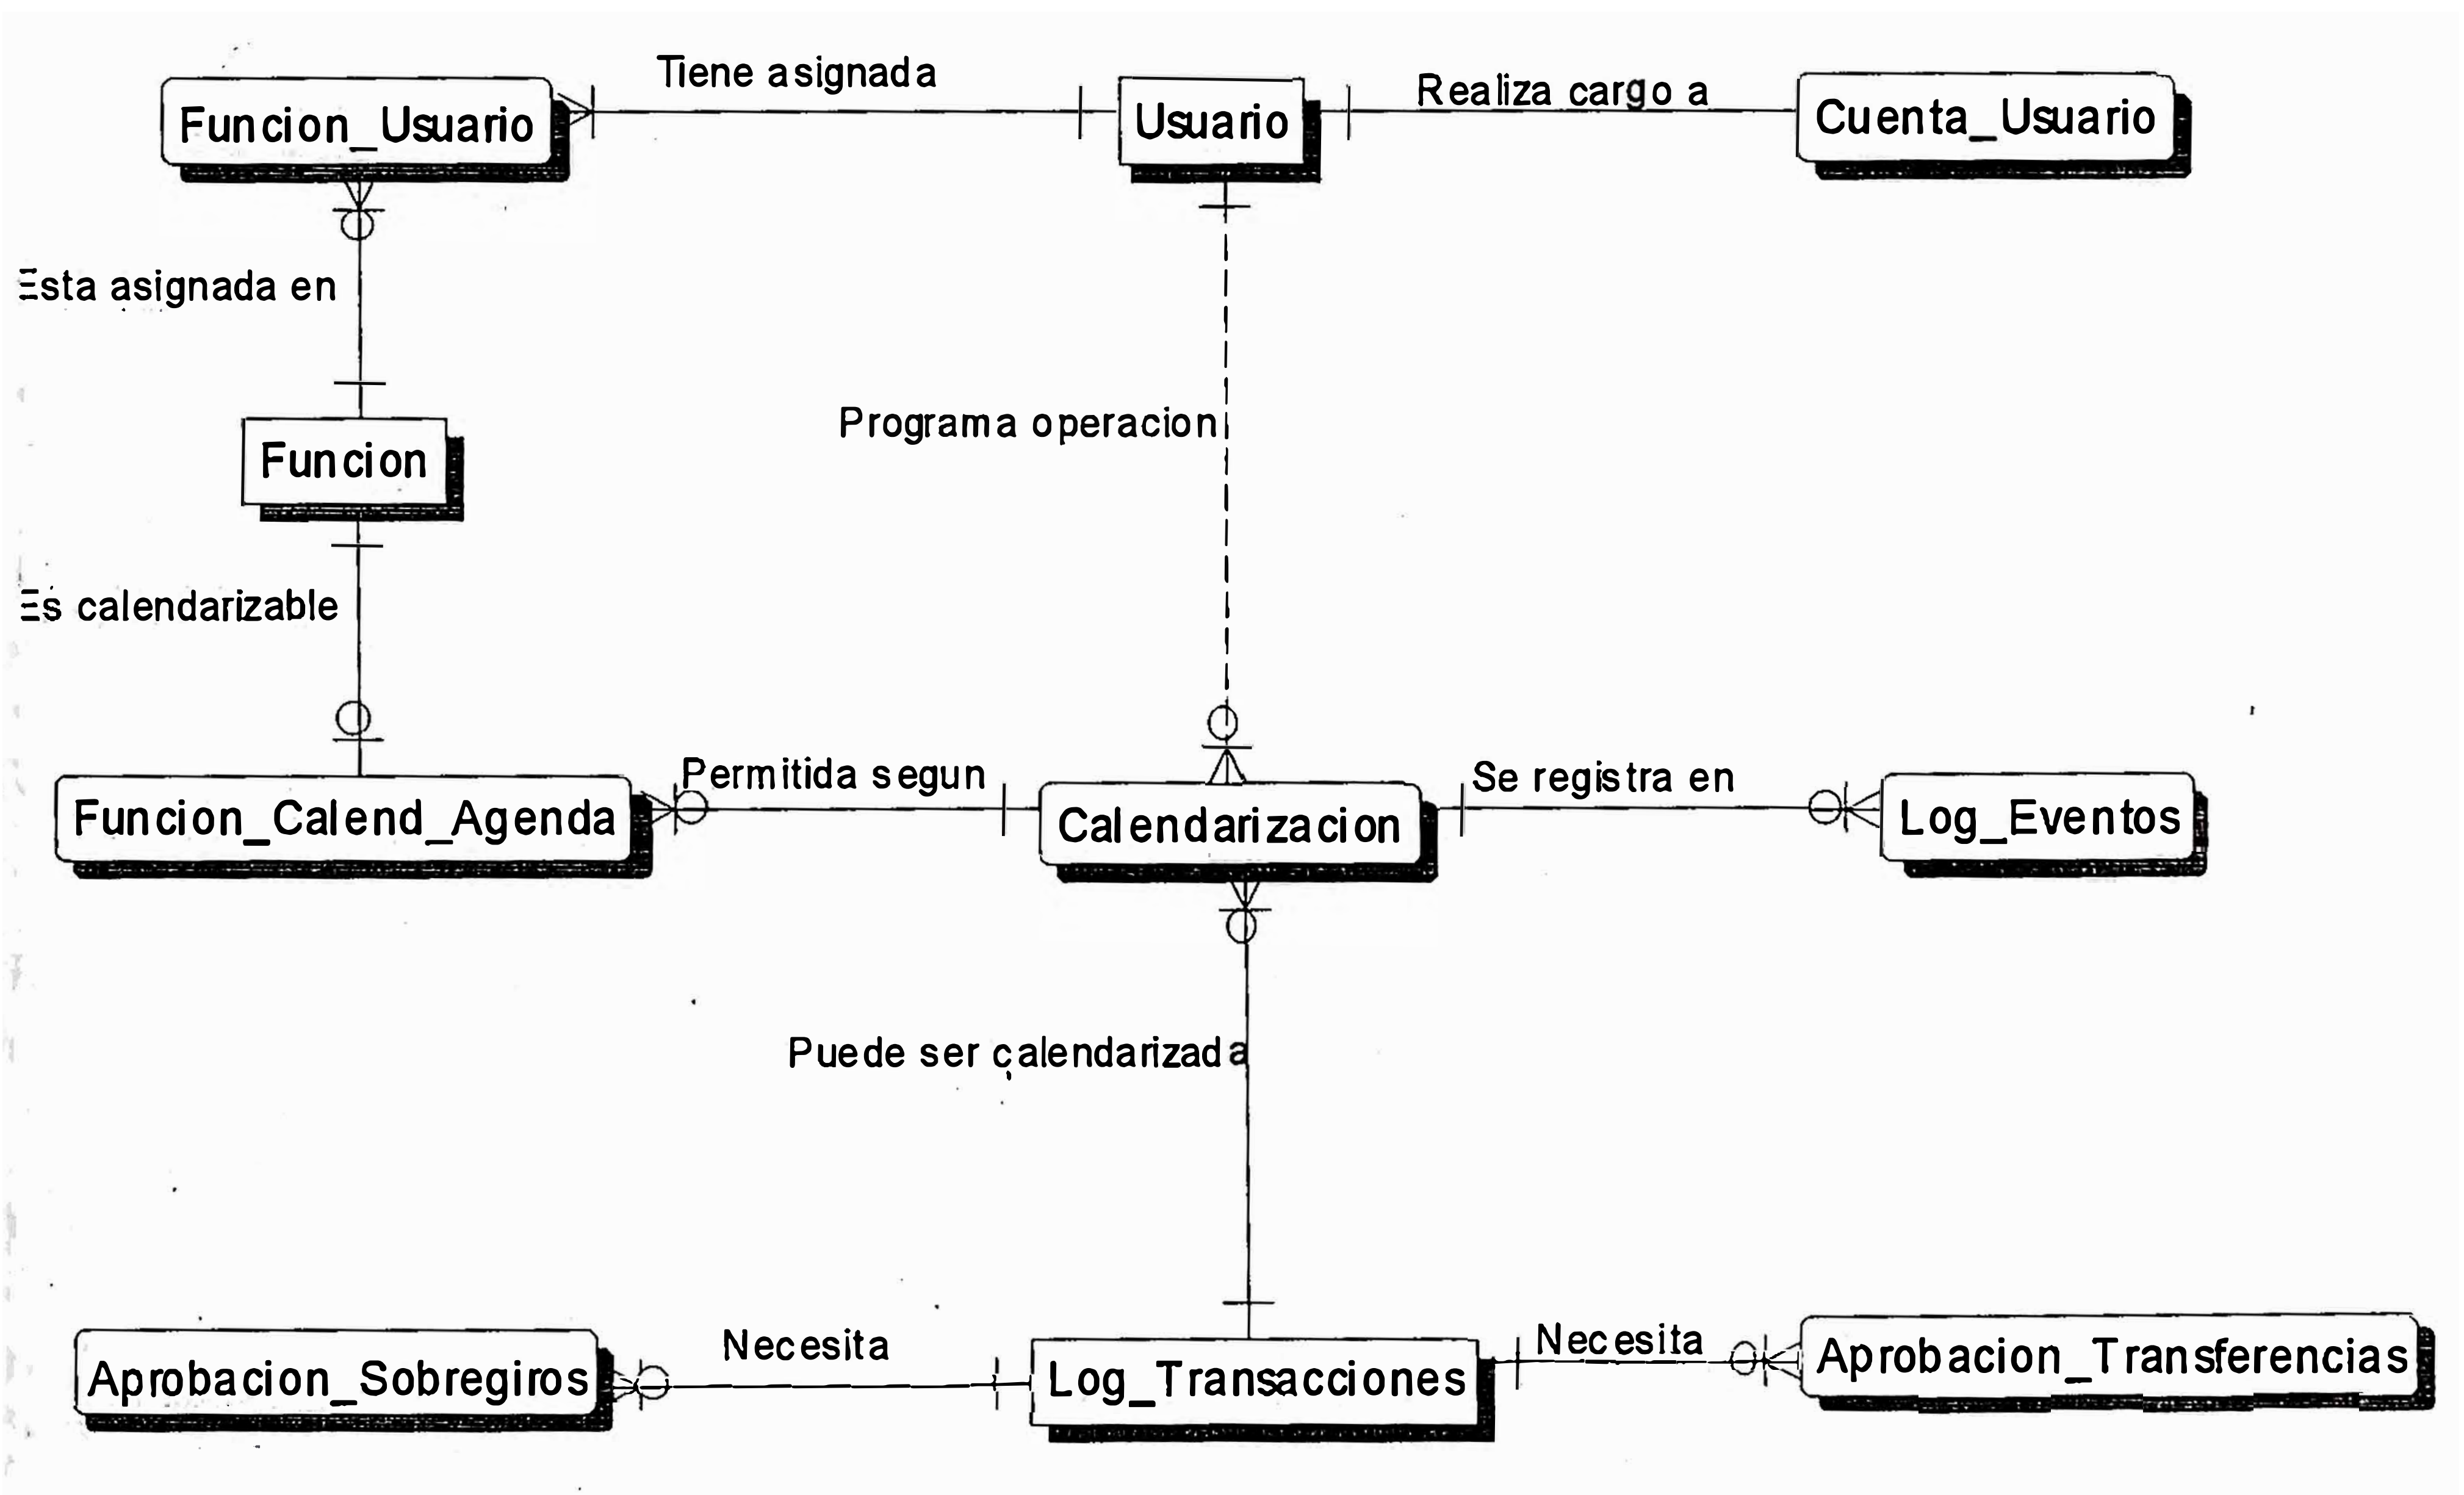 Tiene asignada
Realiza cargo a
Funcion_Usuario
Usuario
Cuenta_Usuario
Esta asignada en
Programa operacion
Funcion
Es calendarizable
Permitida segun
Se registra en
Funcion_Calend_Agenda
Calendarizacion
Log_Eventos
Puede ser calendarizada
Necesita
Necesita
Aprobacion_Sobregiros
Log_Transacciones
Aprobacion_Transferencias